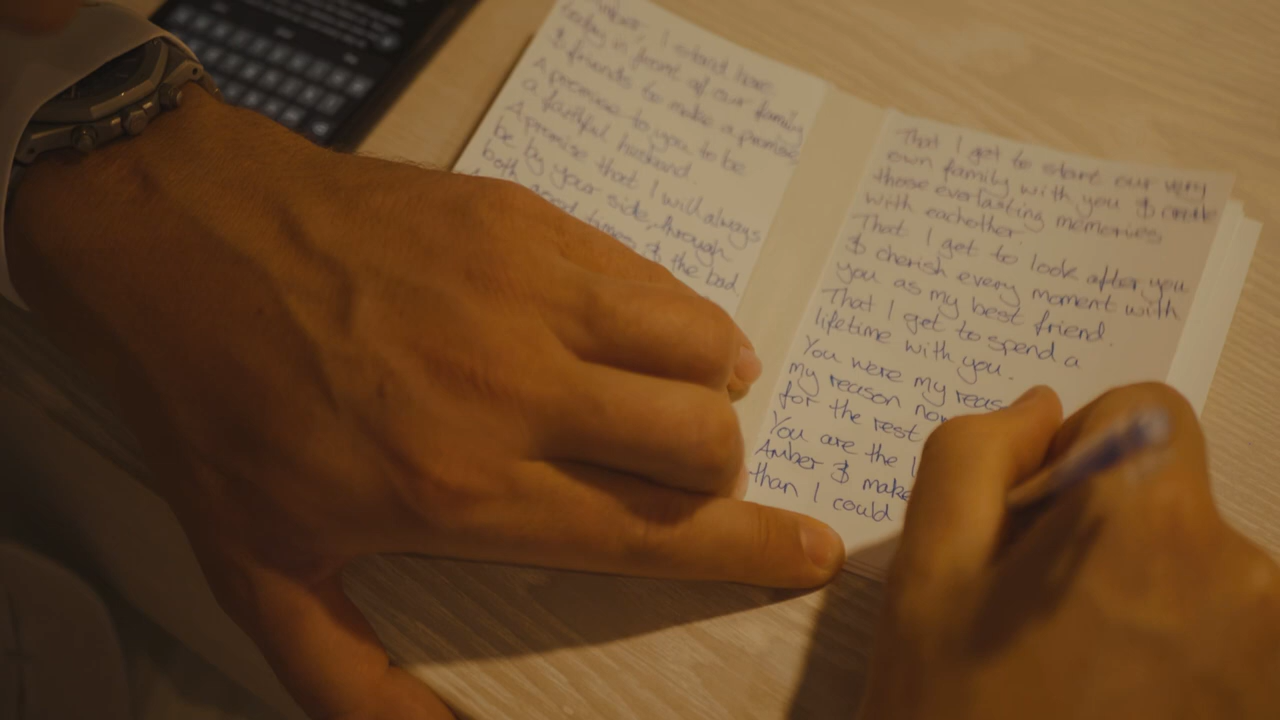 Amber, I stand here
today in front of our family
& friends to make a promise
A promise to you to be
a faithful husband.
A promise that I will always
be by your side, through
both good times & the bad
That I get to start our very
own family with you & create
those everlasting memories
with eachother.
That I get to look after you
& cherish every moment with
you as my best friend.
That I get to spend a
lifetime with you.
You were my reas
my reason now
for the rest
You are the
Amber & make
than I could